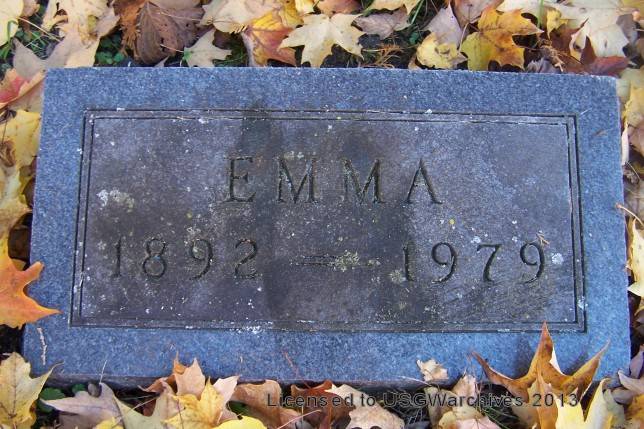 EMMA
1892 — 1979
Licensed to USGWarchives 2013